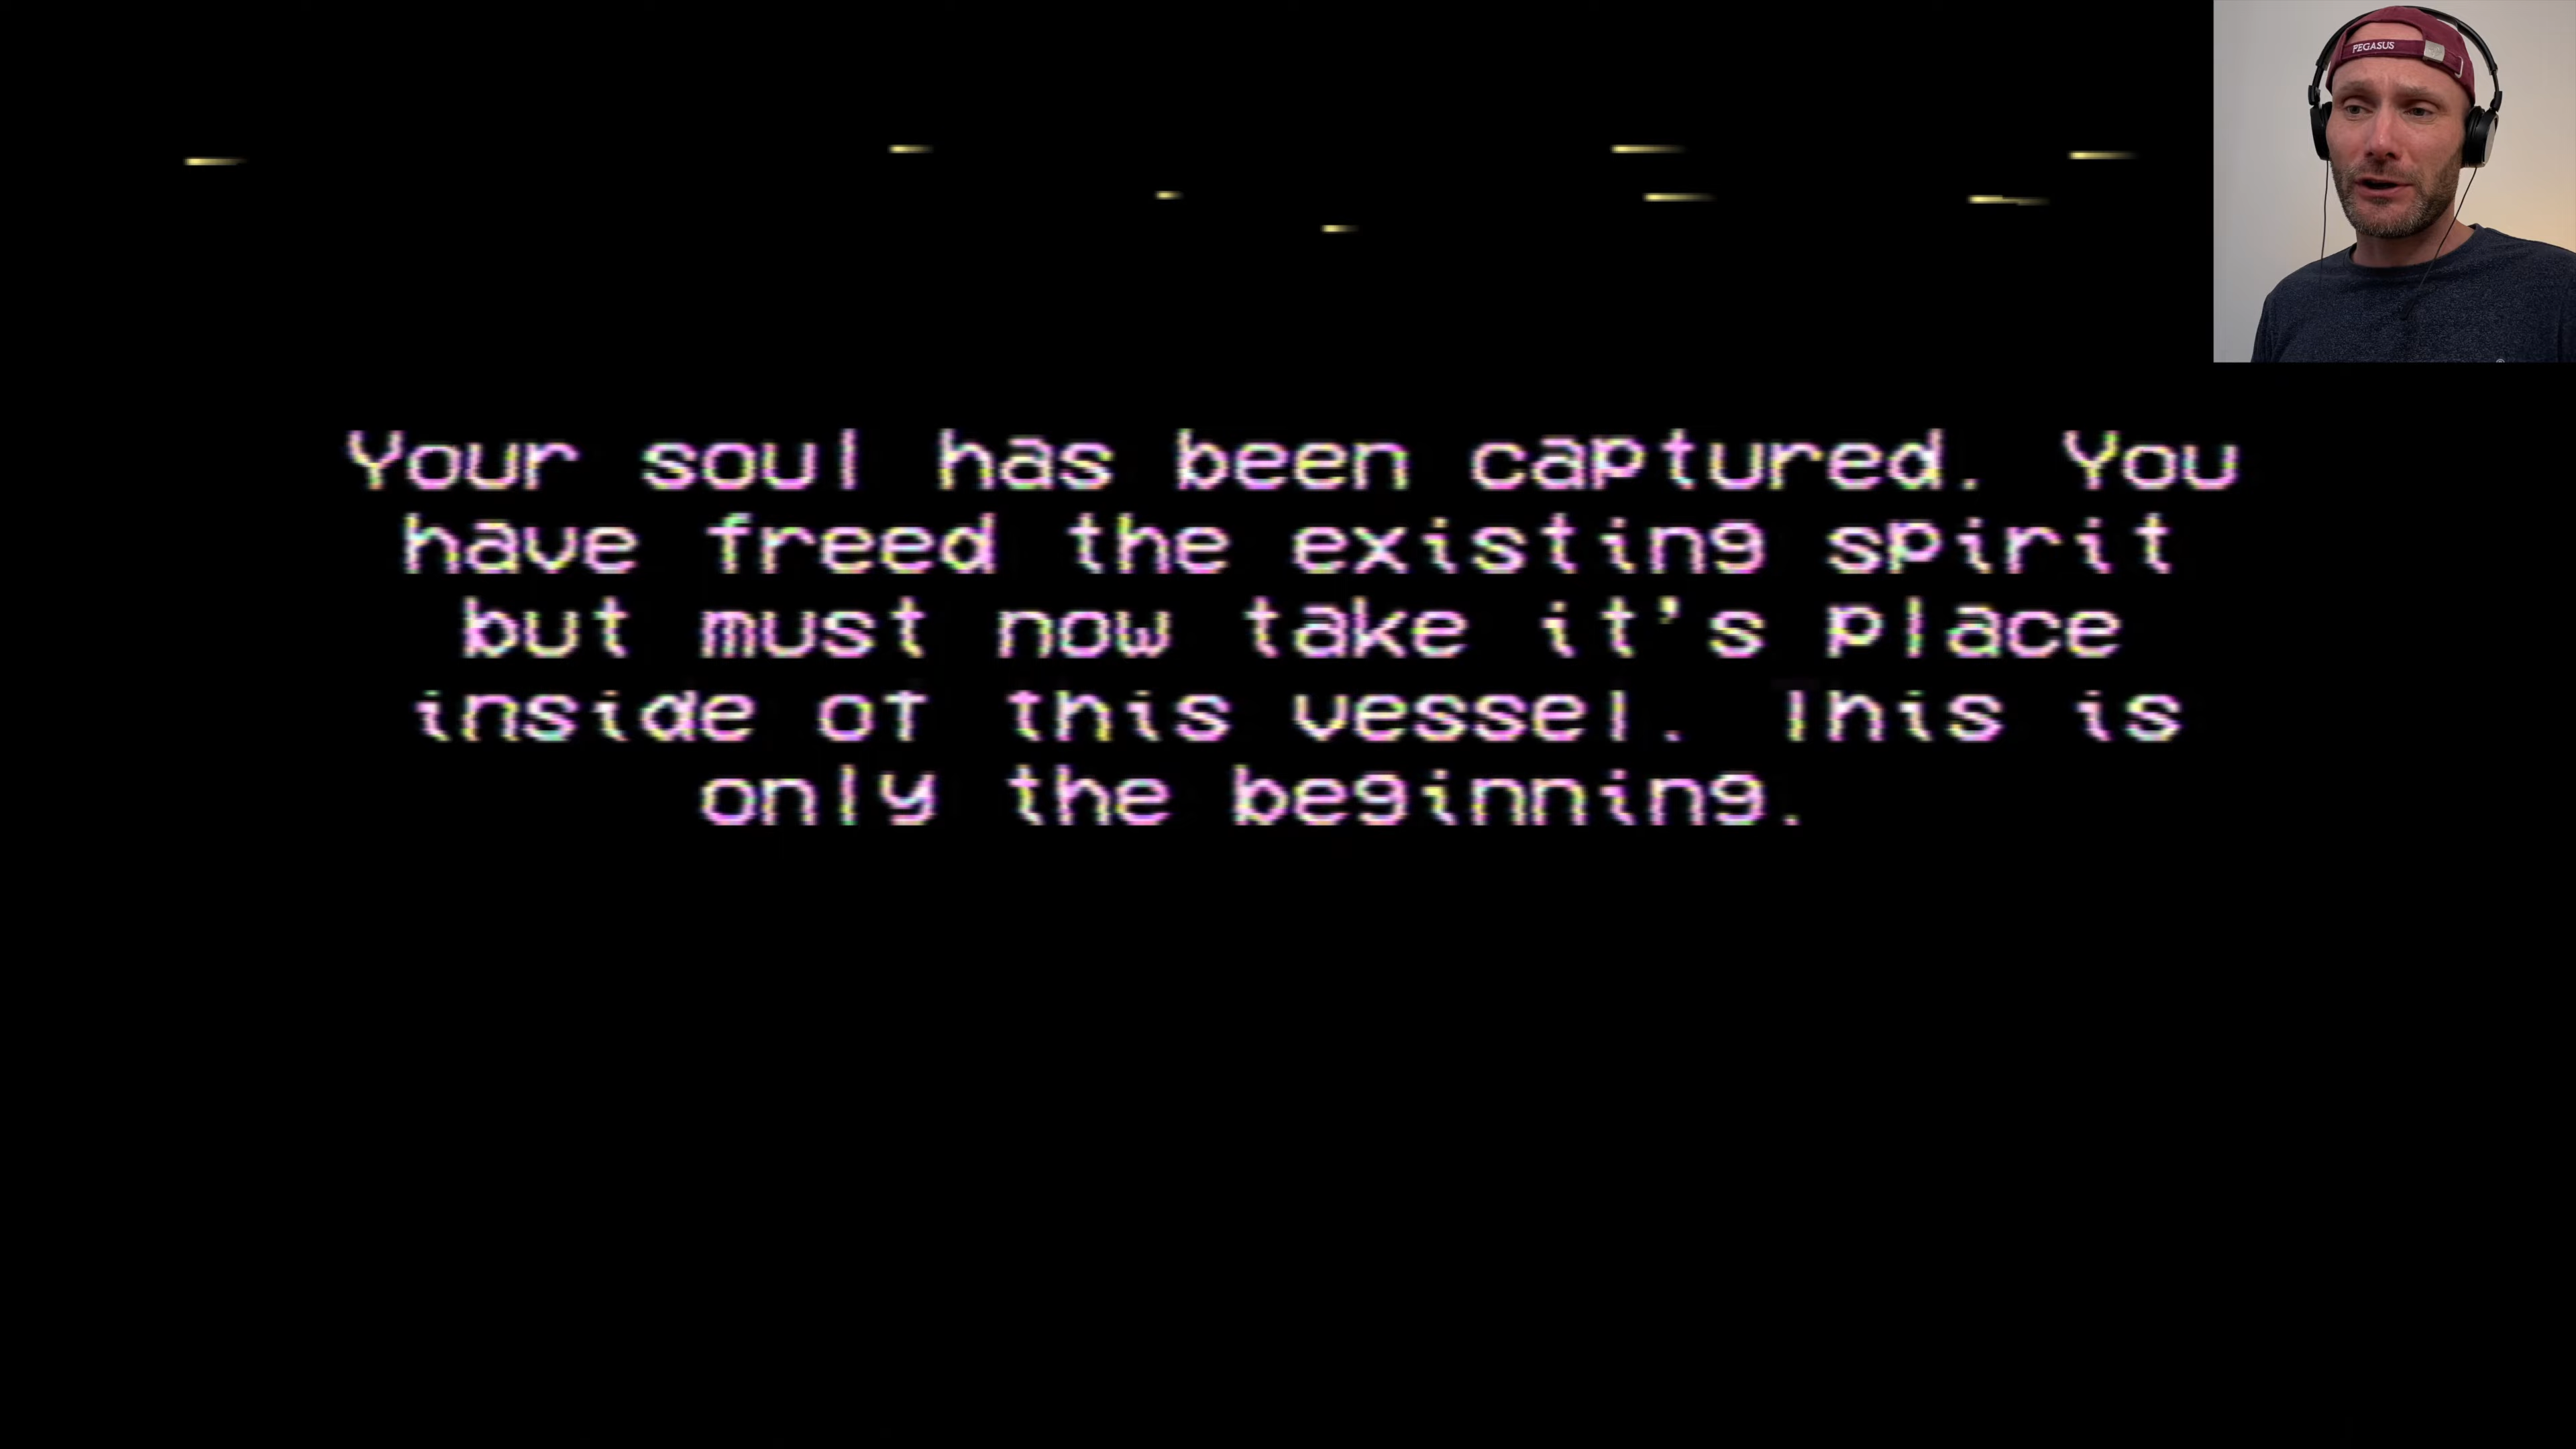 PEGASUS
Your soul has been captured. You
have freed the existing spirit
but must now take it's place
inside of this vessel. This is
only the beginning.